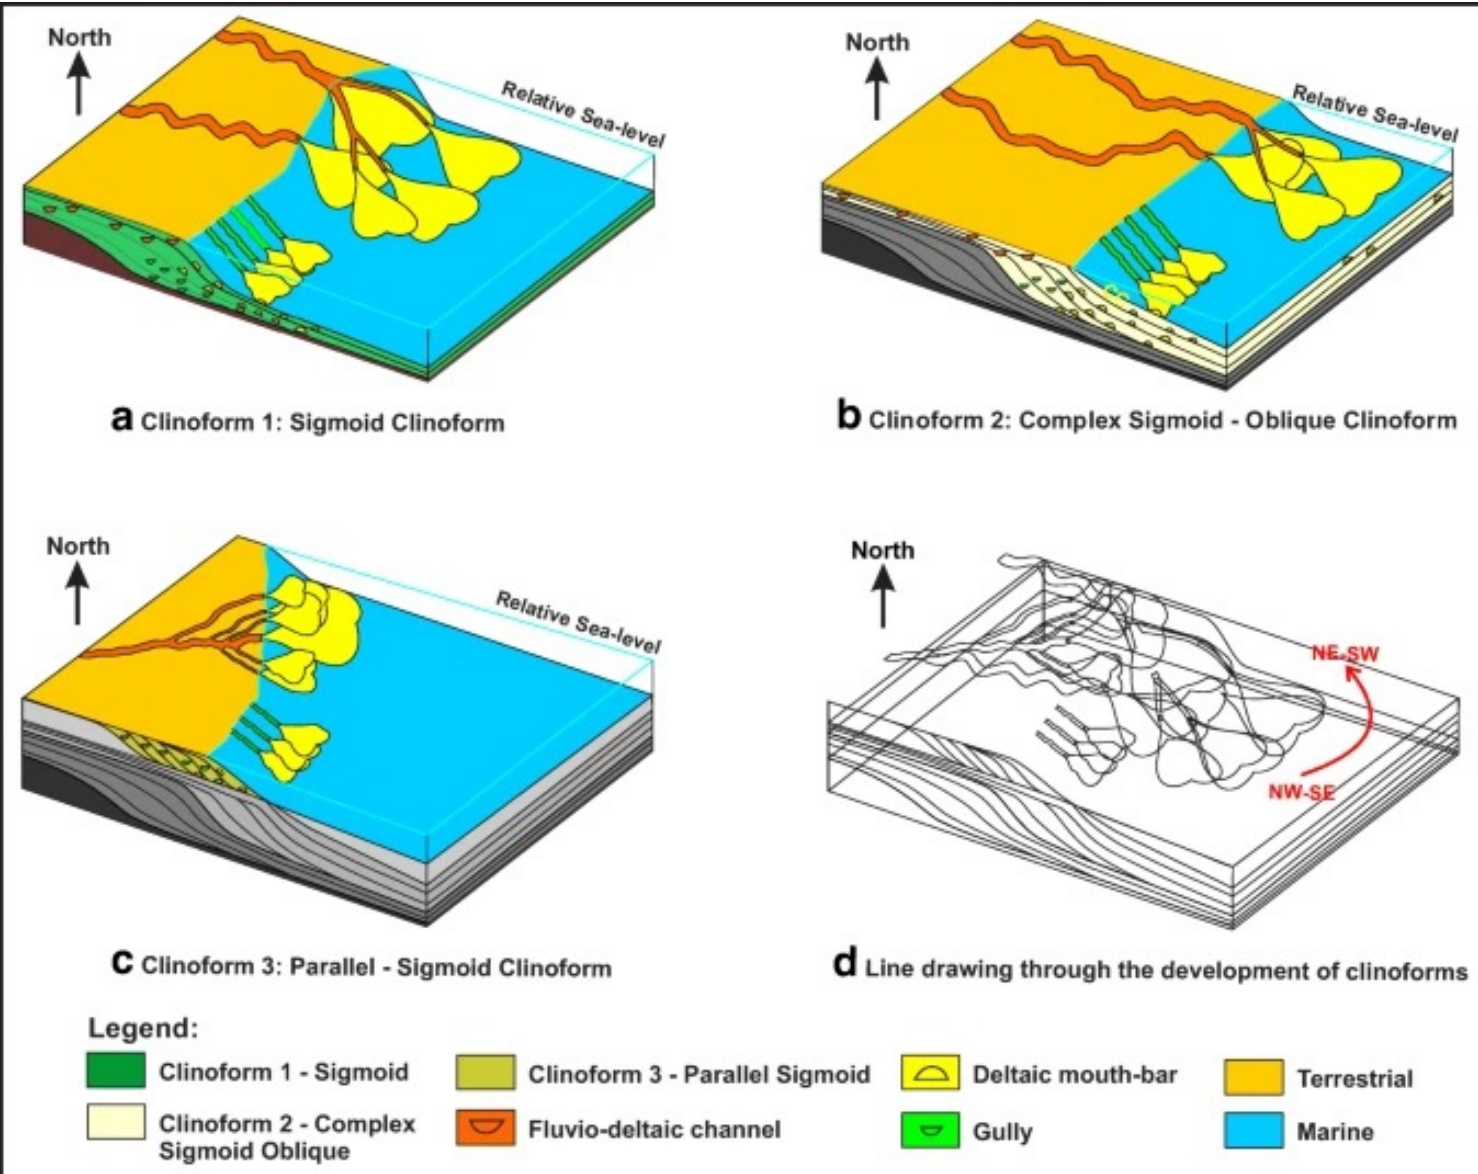 North
Relative Sea-level
a Clinoform 1: Sigmoid Clinoform
North
Relative Sea-level
b Clinoform 2: Complex Sigmoid - Oblique Clinoform
North
Relative Sea-level
c Clinoform 3: Parallel - Sigmoid Clinoform
North
NE-SW
NW-SE
d Line drawing through the development of clinoforms
Legend:
Clinoform 1 - Sigmoid
Clinoform 2 - Complex
Sigmoid Oblique
Clinoform 3 - Parallel Sigmoid
Fluvio-deltaic channel
Deltaic mouth-bar
Gully
Terrestrial
Marine